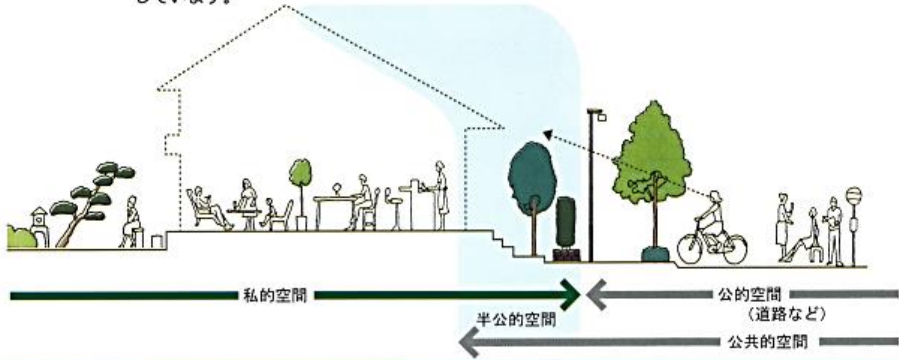 しています。
私的空間
公的空間
（道路など）
半公的空間
公共的空間